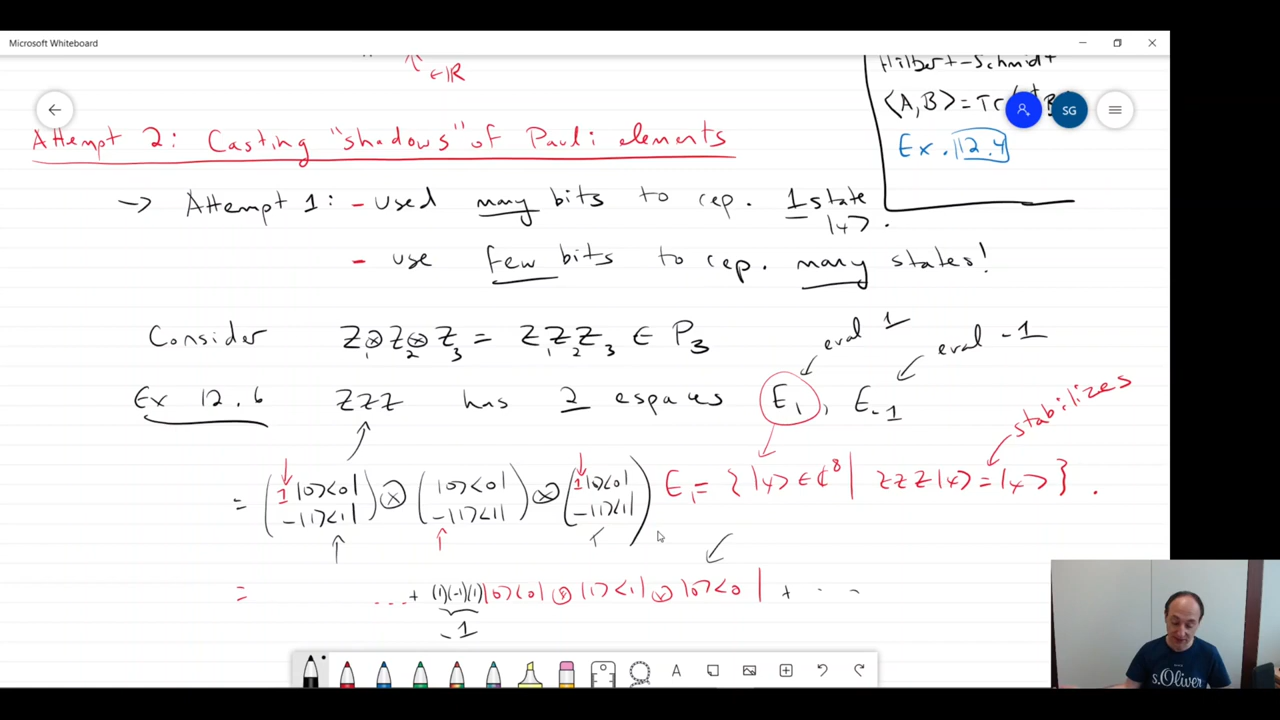 Microsoft Whiteboard
∈ ℝ
Hilbert-Schmidt
⟨A,B⟩ = Tr(
SG
Ex. 12.4
Attempt 2: Casting "shadows" of Pauli elements
→ Attempt 1: - used many bits to rep. 1 state |ψ⟩.
- use few bits to rep. many states!
Consider Z₁⊗Z₂⊗Z₃ = Z₁Z₂Z₃ ∈ P₃
eval 1
eval -1
Ex 12.6 ZZZ has 2 espaces E₁, E₋₁
stabilizes
= (1|0⟩⟨0| -|1⟩⟨1|) ⊗ (|0⟩⟨0| -|1⟩⟨1|) ⊗ (1|0⟩⟨0| -|1⟩⟨1|) E₁ = { |ψ⟩ ∈ ℂ⁸ | ZZZ|ψ⟩ = |ψ⟩ } .
= ... + (1)(-1)(1) |0⟩⟨0| ⊗ |1⟩⟨1| ⊗ |0⟩⟨0| + ...
-1
A
s.Oliver